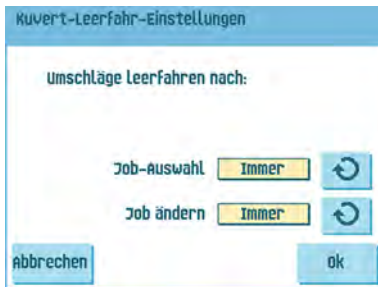 Kuvert-Leerfahr-Einstellungen
Umschläge leerfahren nach:
Job-Auswahl Immer
Job ändern Immer
Abbrechen Ok